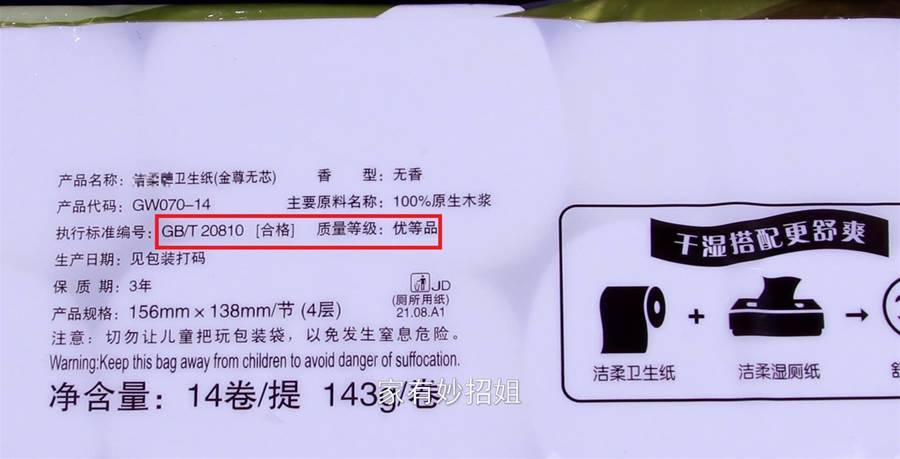 产品名称：洁柔牌卫生纸(金尊无芯) 香 型：无香
产品代码：GW070-14 主要原料名称：100%原生木浆
执行标准编号：GB/T 20810 [合格] 质量等级：优等品
生产日期：见包装打码
保 质 期：3年
JD
(厕所用纸)
21.08.A1
产品规格：156mm×138mm/节 (4层)
注意：切勿让儿童把玩包装袋，以免发生窒息危险。
Warning:Keep this bag away from children to avoid danger of suffocation.
净含量：14卷/提 143g/卷
家有妙招姐
干湿搭配更舒爽
+
→
洁柔卫生纸
洁柔湿厕纸